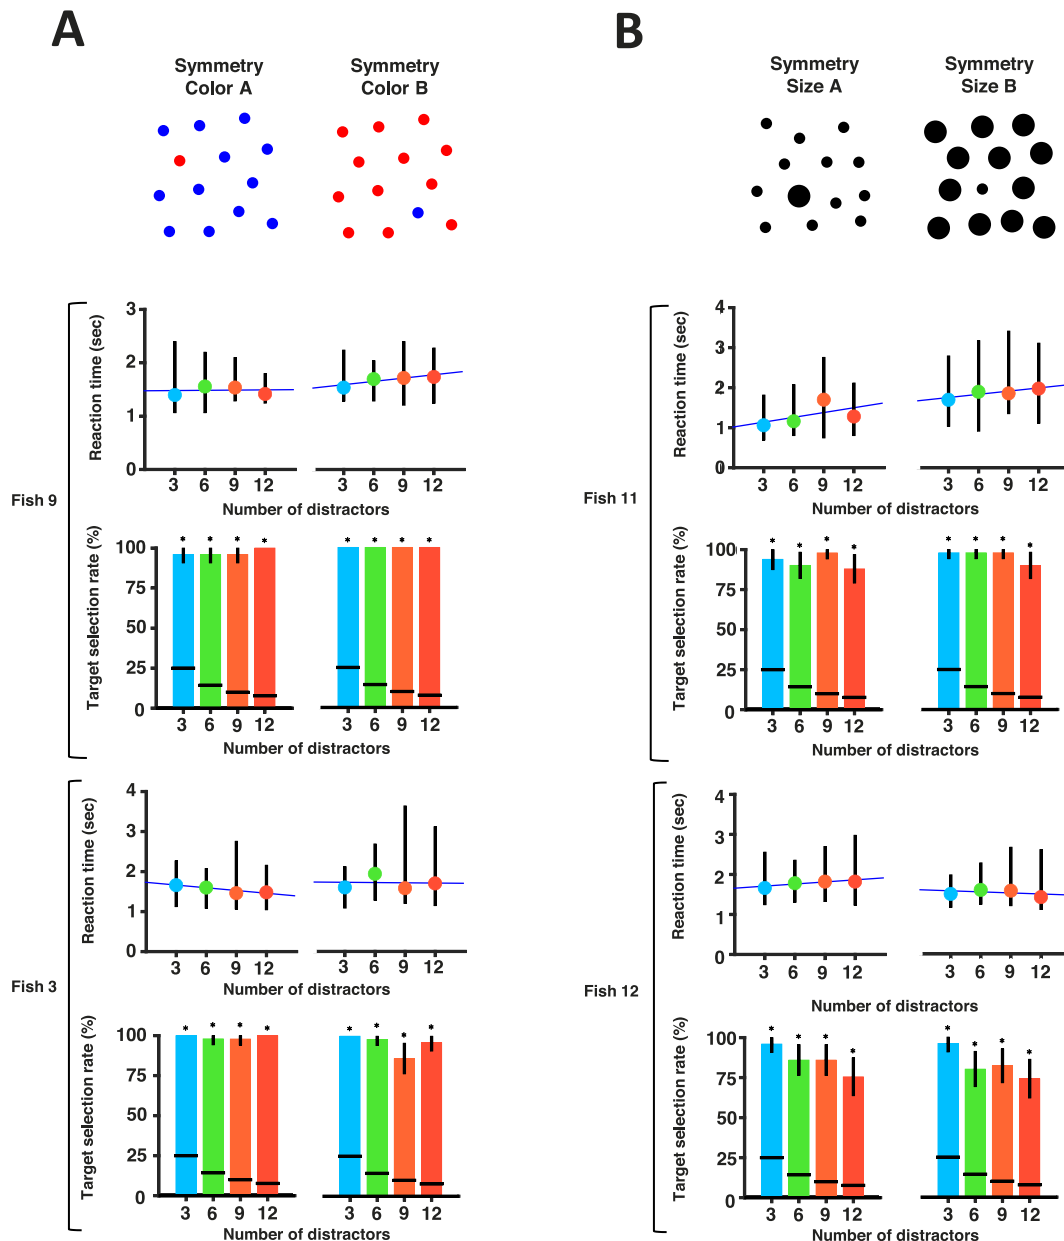 A
B
Symmetry
Color A
Symmetry
Color B
Symmetry
Size A
Symmetry
Size B
Fish 9
Reaction time (sec)
3
2
1
0
3 6 9 12
3 6 9 12
Number of distractors
Target selection rate (%)
100
75
25
0
* * * *
* * * *
3 6 9 12
3 6 9 12
Number of distractors
Fish 11
Reaction time (sec)
4
3
2
1
0
3 6 9 12
3 6 9 12
Number of distractors
Target selection rate (%)
100
75
50
25
0
* * * *
* * * *
3 6 9 12
3 6 9 12
Number of distractors
Fish 3
Reaction time (sec)
4
3
2
1
0
3 6 9 12
3 6 9 12
Number of distractors
Target selection rate (%)
100
75
50
25
0
* * * *
* * * *
3 6 9 12
3 6 9 12
Number of distractors
Fish 12
Reaction time (sec)
4
3
2
1
0
3 6 9 12
3 6 9 12
Number of distractors
Target selection rate (%)
100
75
50
25
0
* * * *
* * * *
3 6 9 12
3 6 9 12
Number of distractors